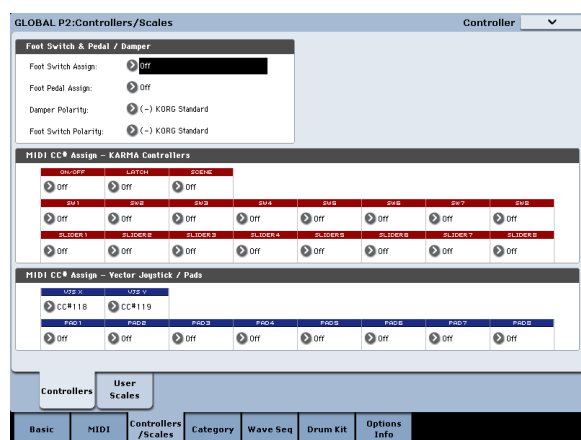 GLOBAL P2:Controllers/Scales Controller
Foot Switch & Pedal / Damper
Foot Switch Assign: Off
Foot Pedal Assign: Off
Damper Polarity: (-) KORG Standard
Foot Switch Polarity: (-) KORG Standard
MIDI CC# Assign - KARMA Controllers
ON/OFF LATCH SCENE
Off Off Off
SW1 SW2 SW3 SW4 SW5 SW6 SW7 SW8
Off Off Off Off Off Off Off Off
SLIDER1 SLIDER2 SLIDER3 SLIDER4 SLIDER5 SLIDER6 SLIDER7 SLIDER8
Off Off Off Off Off Off Off Off
MIDI CC# Assign - Vector Joystick / Pads
VJS X VJS Y
CC#118 CC#119
PAD1 PAD2 PAD3 PAD4 PAD5 PAD6 PAD7 PAD8
Off Off Off Off Off Off Off Off
Controllers User Scales
Basic MIDI Controllers /Scales Category Wave Seq Drum Kit Options Info